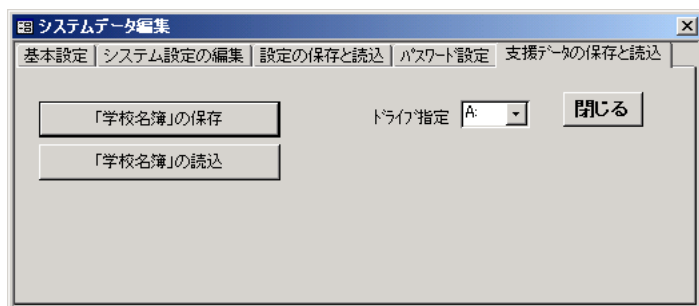 システムデータ編集
基本設定 システム設定の編集 設定の保存と読込 パスワード設定 支援データの保存と読込
「学校名簿」の保存 ドライブ指定 A: 閉じる
「学校名簿」の読込